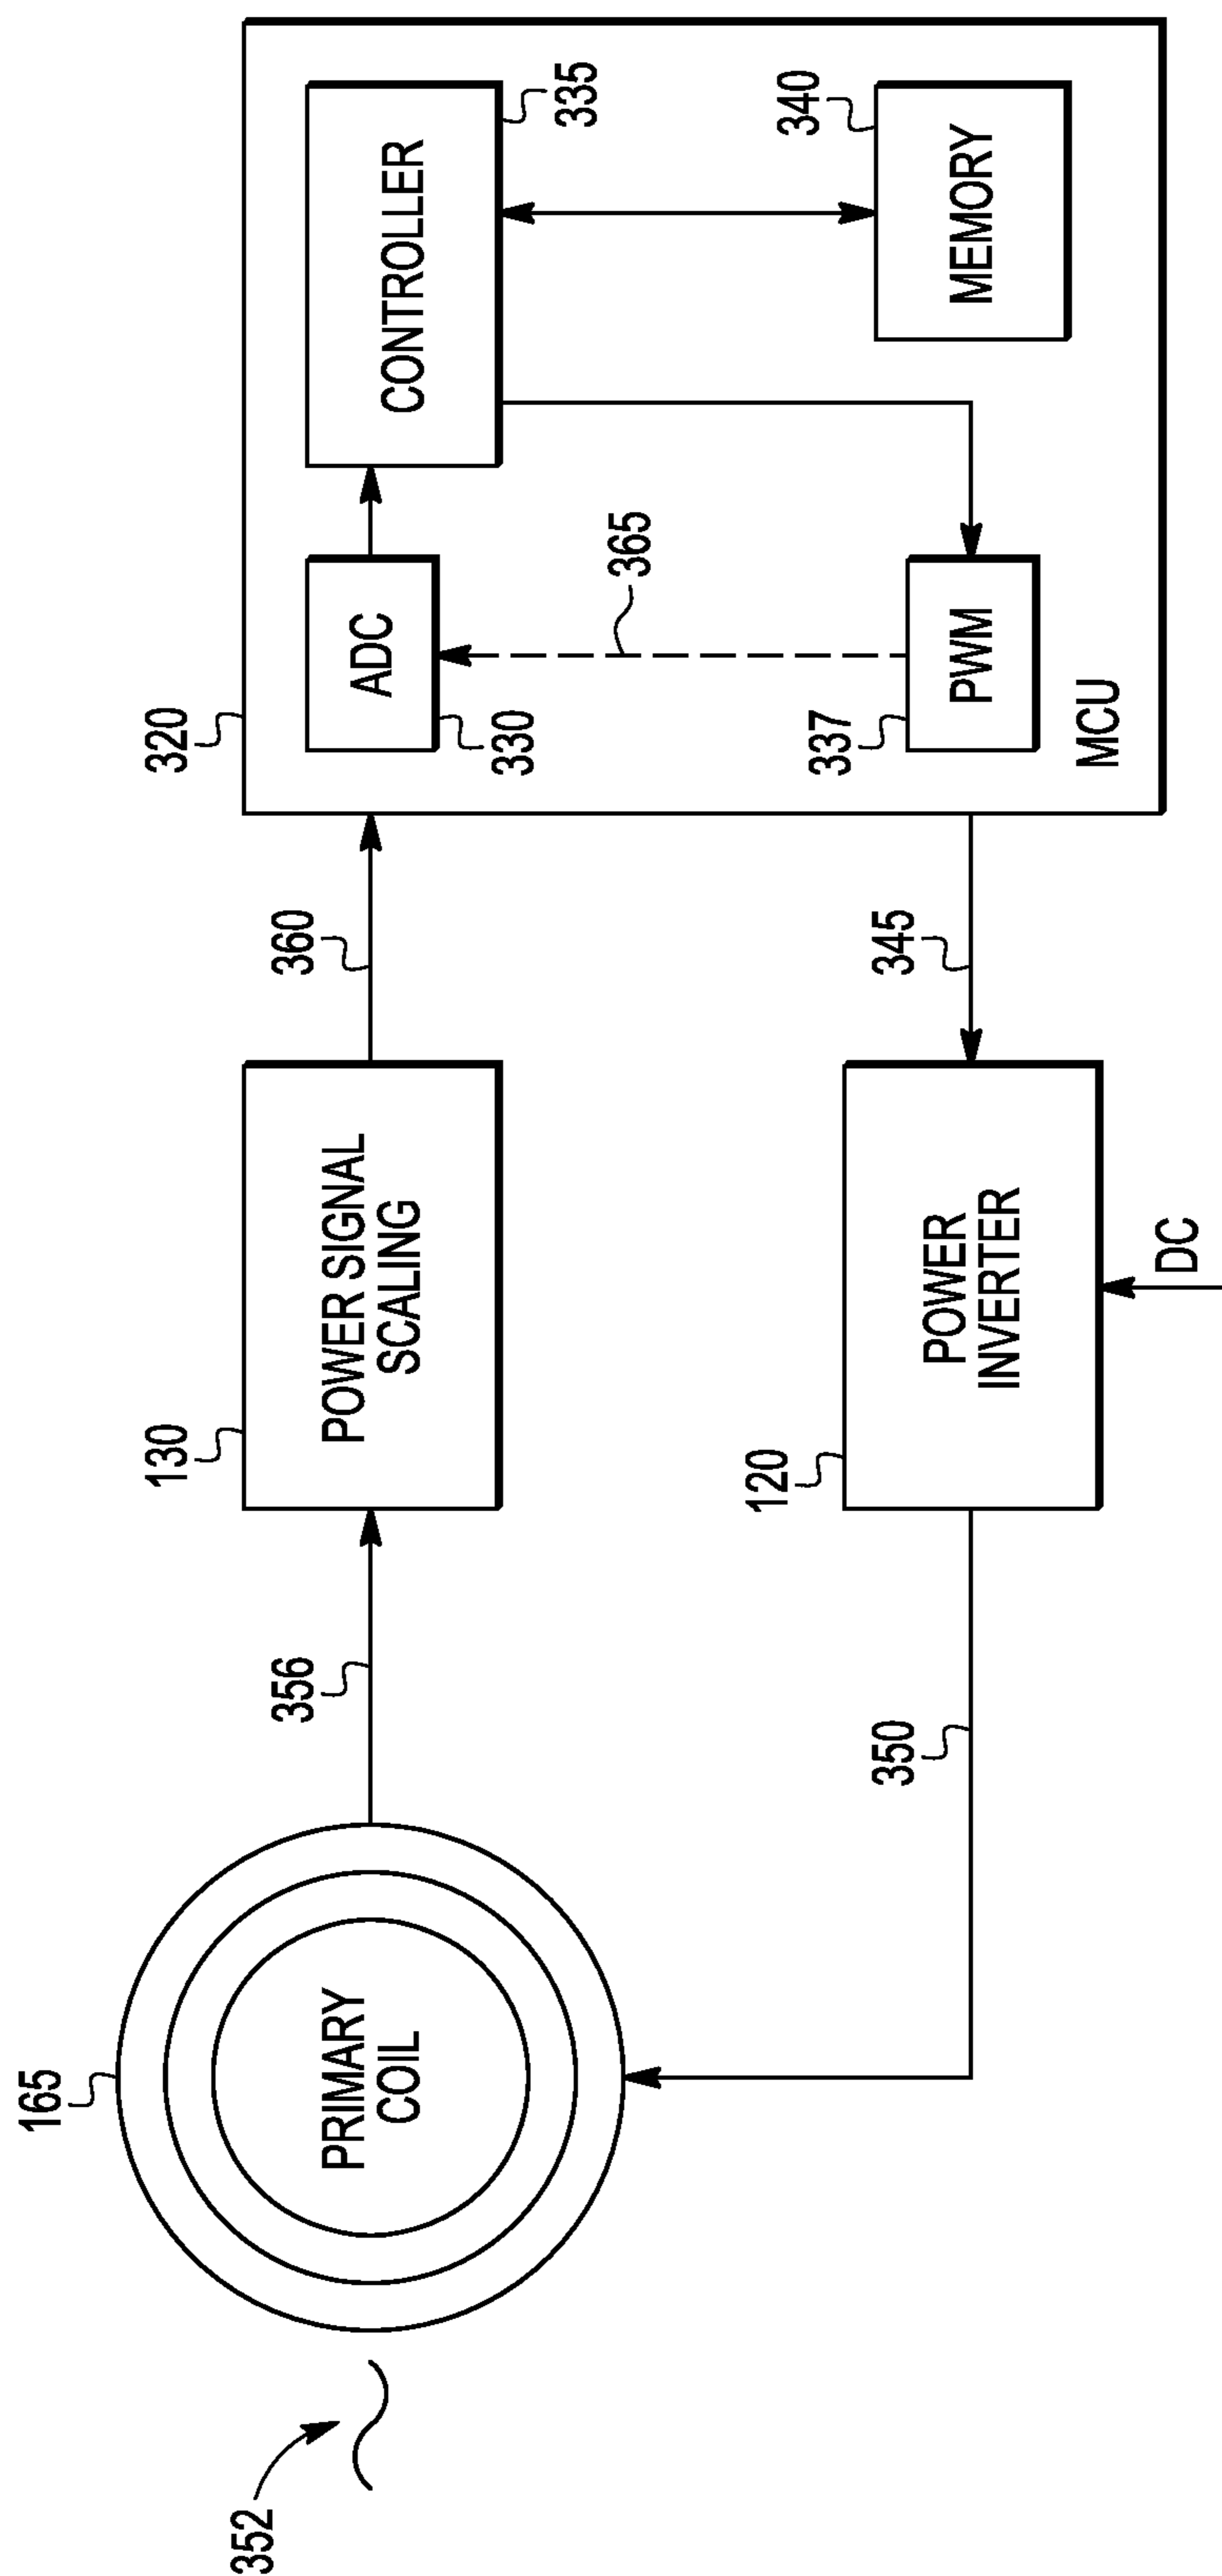 352
165
PRIMARY
COIL
356
350
130
POWER SIGNAL
SCALING
120
POWER
INVERTER
DC
360
345
320
ADC
330
CONTROLLER
335
365
337
PWM
340
MEMORY
MCU